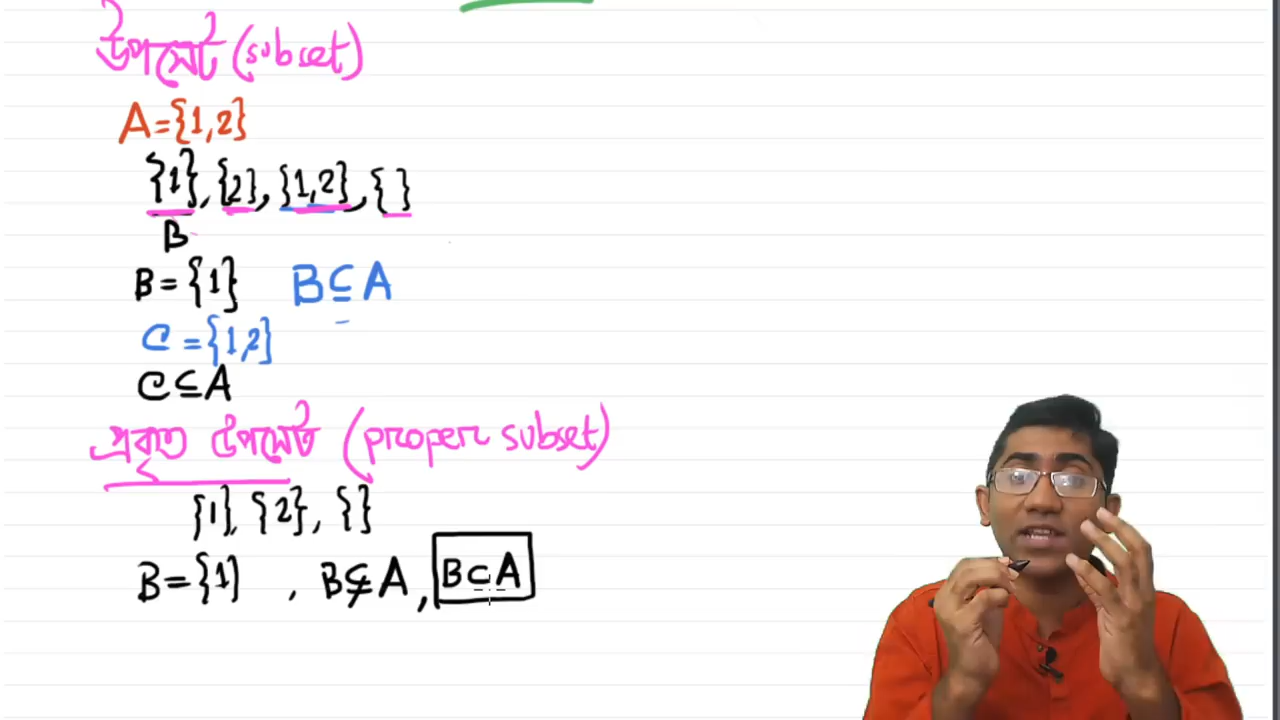 উপসেট (subset)
A={1,2}
{1}, {2}, {1,2}, { }
B
B = {1} B⊆A
C = {1,2}
C⊆A
প্রকৃত উপসেট (proper subset)
{1}, {2}, { }
B = {1} , B⊊A, B⊂A